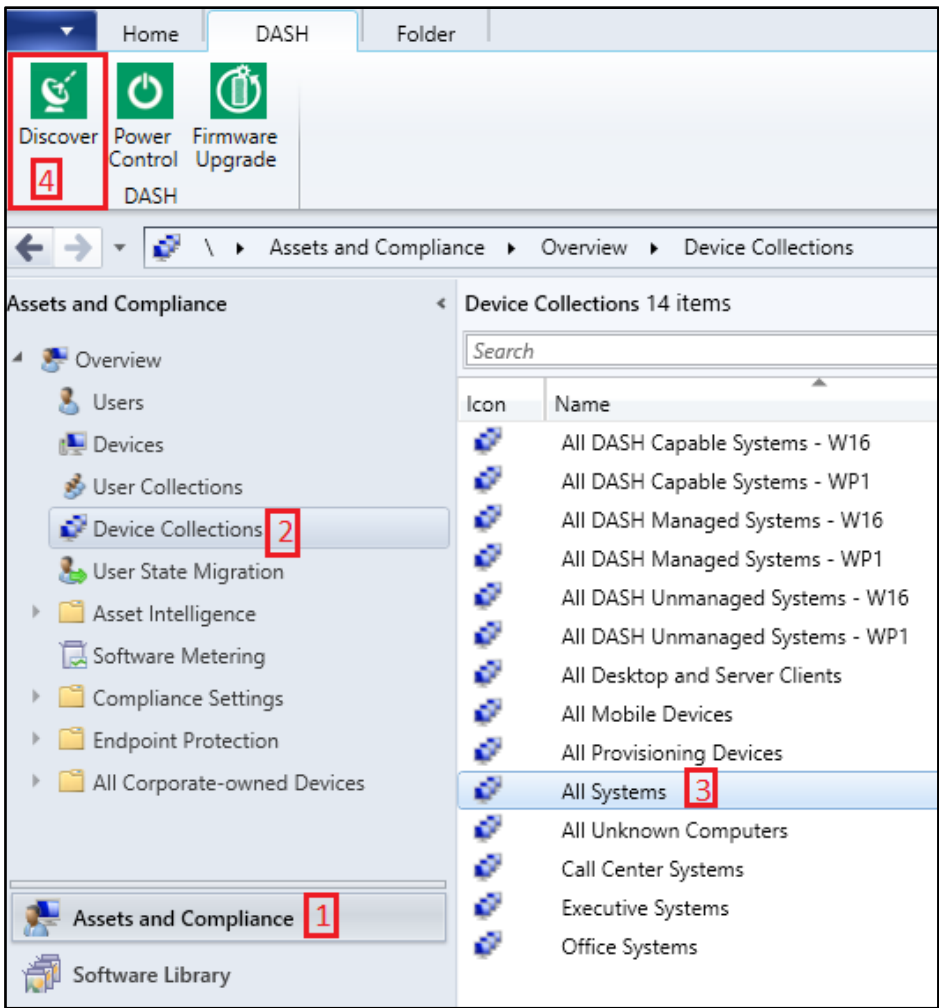 Home DASH Folder
Discover Power Control Firmware Upgrade
4
DASH
\ Assets and Compliance Overview Device Collections
Assets and Compliance
Overview
Users
Devices
User Collections
Device Collections 2
User State Migration
Asset Intelligence
Software Metering
Compliance Settings
Endpoint Protection
All Corporate-owned Devices
Assets and Compliance 1
Software Library
Device Collections 14 items
Search
Icon Name
All DASH Capable Systems - W16
All DASH Capable Systems - WP1
All DASH Managed Systems - W16
All DASH Managed Systems - WP1
All DASH Unmanaged Systems - W16
All DASH Unmanaged Systems - WP1
All Desktop and Server Clients
All Mobile Devices
All Provisioning Devices
All Systems 3
All Unknown Computers
Call Center Systems
Executive Systems
Office Systems